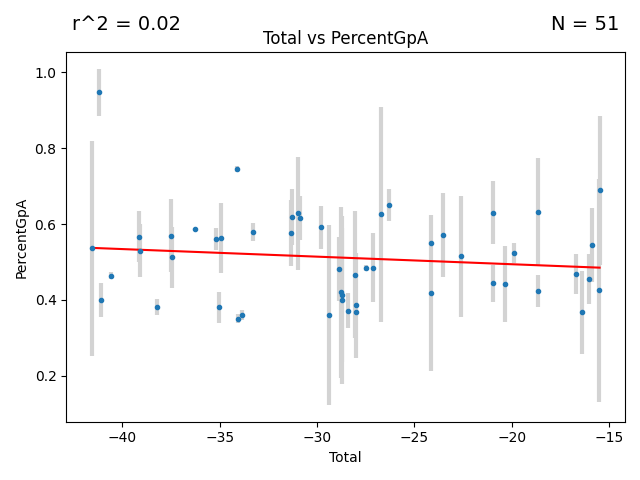 r^2 = 0.02
N = 51
Total vs PercentGpA
1.0
0.8
0.6
0.4
0.2
PercentGpA
−40
−35
−30
−25
−20
−15
Total